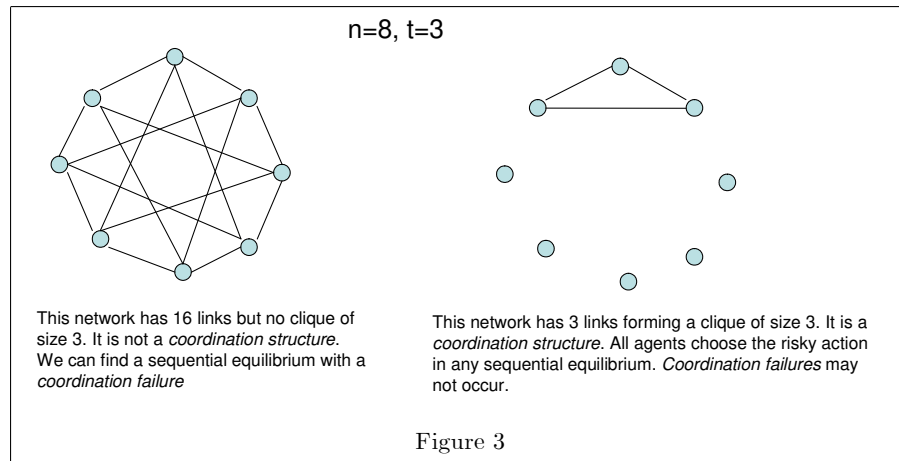 n=8, t=3
This network has 16 links but no clique of
size 3. It is not a coordination structure.
We can find a sequential equilibrium with a
coordination failure
This network has 3 links forming a clique of size 3. It is a
coordination structure. All agents choose the risky action
in any sequential equilibrium. Coordination failures may
not occur.
Figure 3